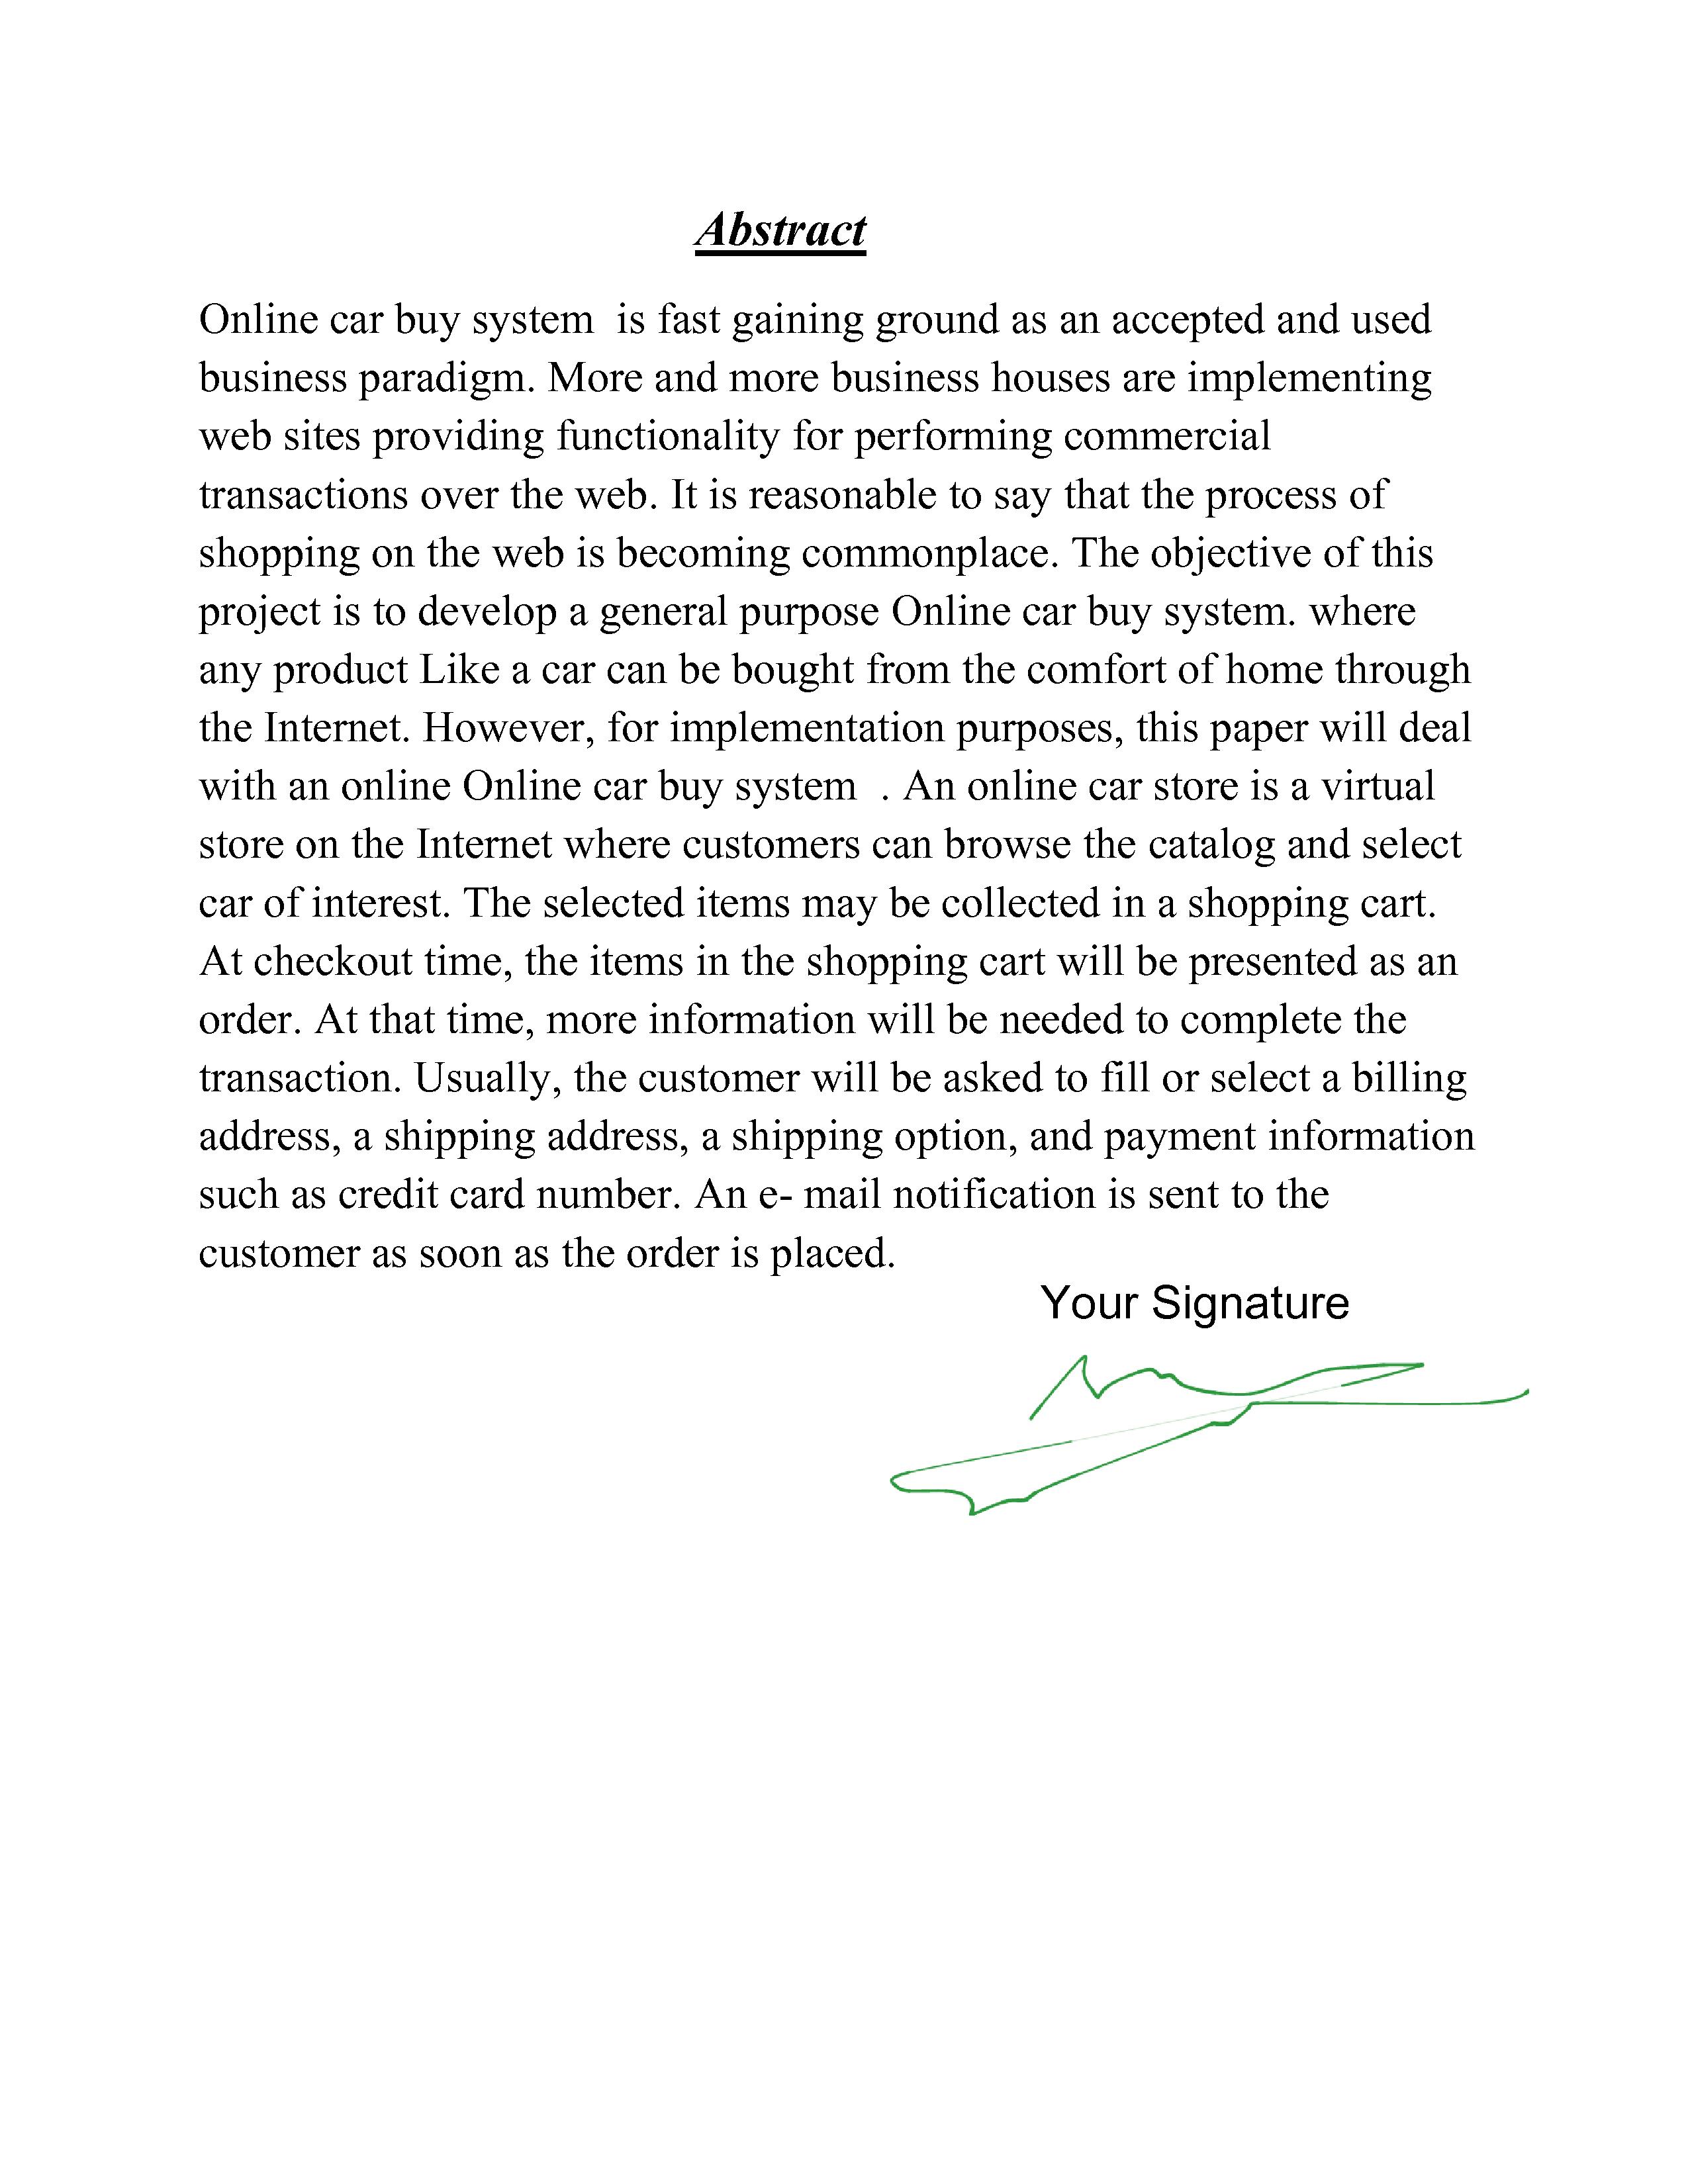 Abstract
Online car buy system  is fast gaining ground as an accepted and used
business paradigm. More and more business houses are implementing
web sites providing functionality for performing commercial
transactions over the web. It is reasonable to say that the process of
shopping on the web is becoming commonplace. The objective of this
project is to develop a general purpose Online car buy system. where
any product Like a car can be bought from the comfort of home through
the Internet. However, for implementation purposes, this paper will deal
with an online Online car buy system  . An online car store is a virtual
store on the Internet where customers can browse the catalog and select
car of interest. The selected items may be collected in a shopping cart.
At checkout time, the items in the shopping cart will be presented as an
order. At that time, more information will be needed to complete the
transaction. Usually, the customer will be asked to fill or select a billing
address, a shipping address, a shipping option, and payment information
such as credit card number. An e- mail notification is sent to the
customer as soon as the order is placed.
Your Signature